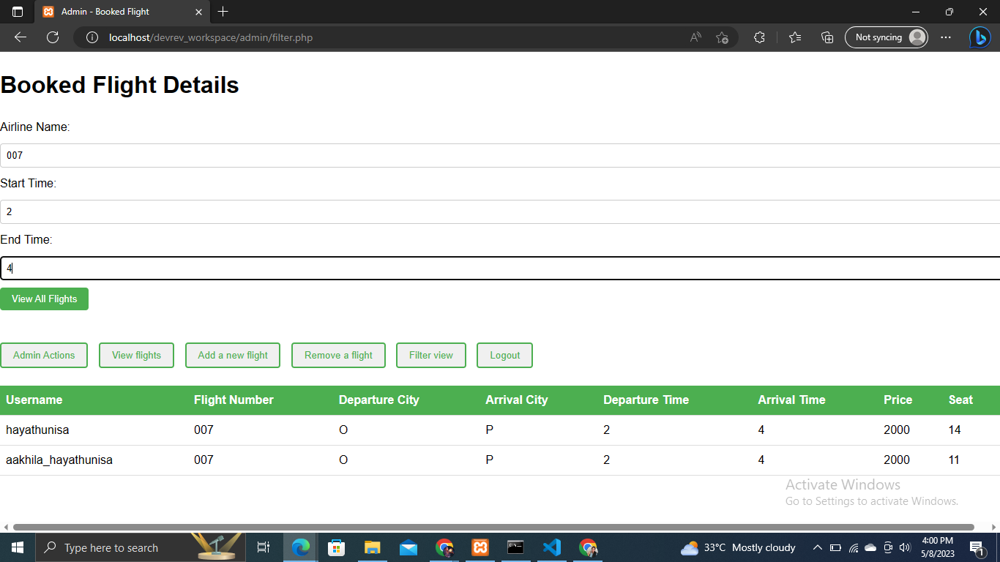 Admin - Booked Flight
localhost/devrev_workspace/admin/filter.php
Not syncing
Booked Flight Details
Airline Name:
007
Start Time:
2
End Time:
4
View All Flights
Admin Actions View flights Add a new flight Remove a flight Filter view Logout
Username Flight Number Departure City Arrival City Departure Time Arrival Time Price Seat
hayathunisa 007 O P 2 4 2000 14
aakhila_hayathunisa 007 O P 2 4 2000 11
Activate Windows
Go to Settings to activate Windows.
Type here to search
33°C Mostly cloudy
4:00 PM
5/8/2023
1